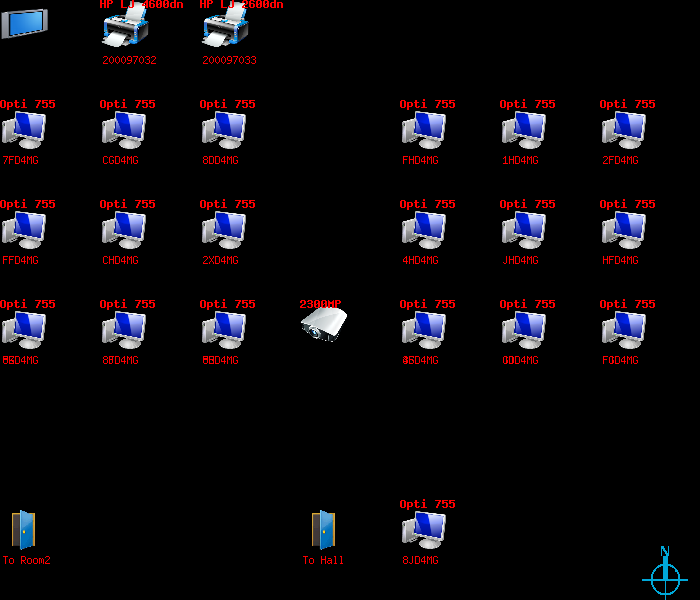 HP LJ 4600dn HP LJ 2600dn
200097032 200097033
Opti 755 Opti 755 Opti 755 Opti 755 Opti 755 Opti 755
7FD4MG CGD4MG 8DD4MG FHD4MG 1HD4MG 2FD4MG
Opti 755 Opti 755 Opti 755 Opti 755 Opti 755 Opti 755
FFD4MG CHD4MG 2XD4MG 4HD4MG JHD4MG HFD4MG
Opti 755 Opti 755 Opti 755 2300MP Opti 755 Opti 755 Opti 755
Opti 755
To Room2 To Hall 8JD4MG
N